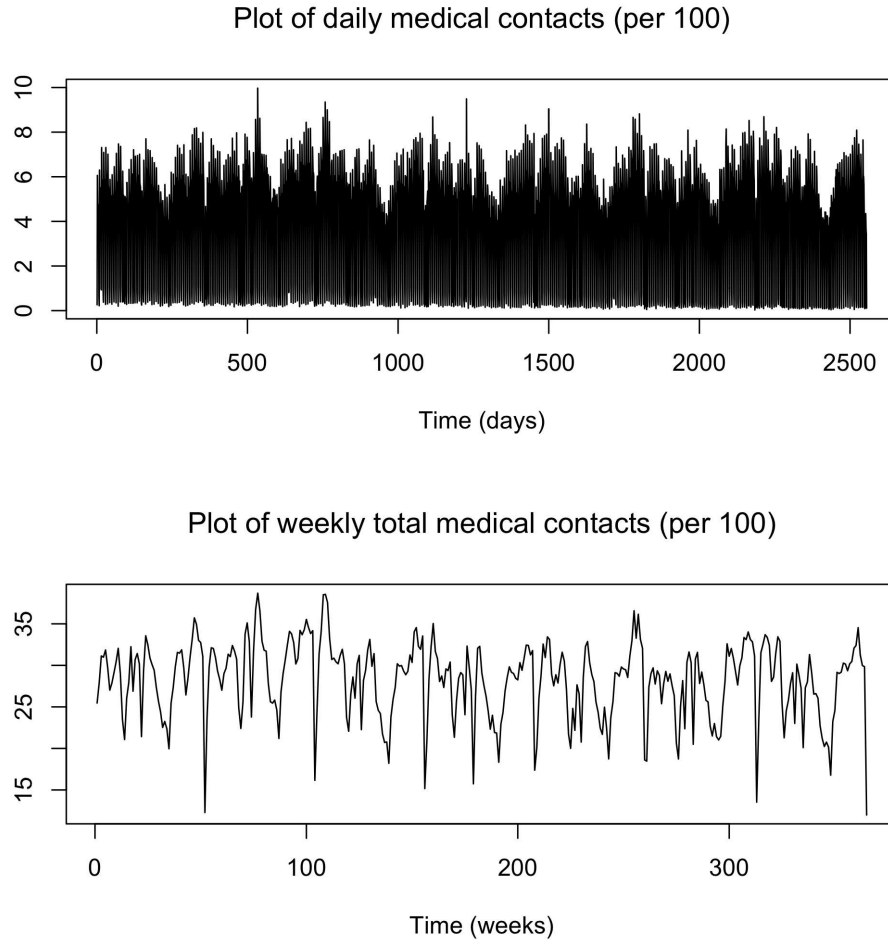 Plot of daily medical contacts (per 100)
10
8
6
4
2
0
0 500 1000 1500 2000 2500
Time (days)
Plot of weekly total medical contacts (per 100)
35
25
15
0 100 200 300
Time (weeks)